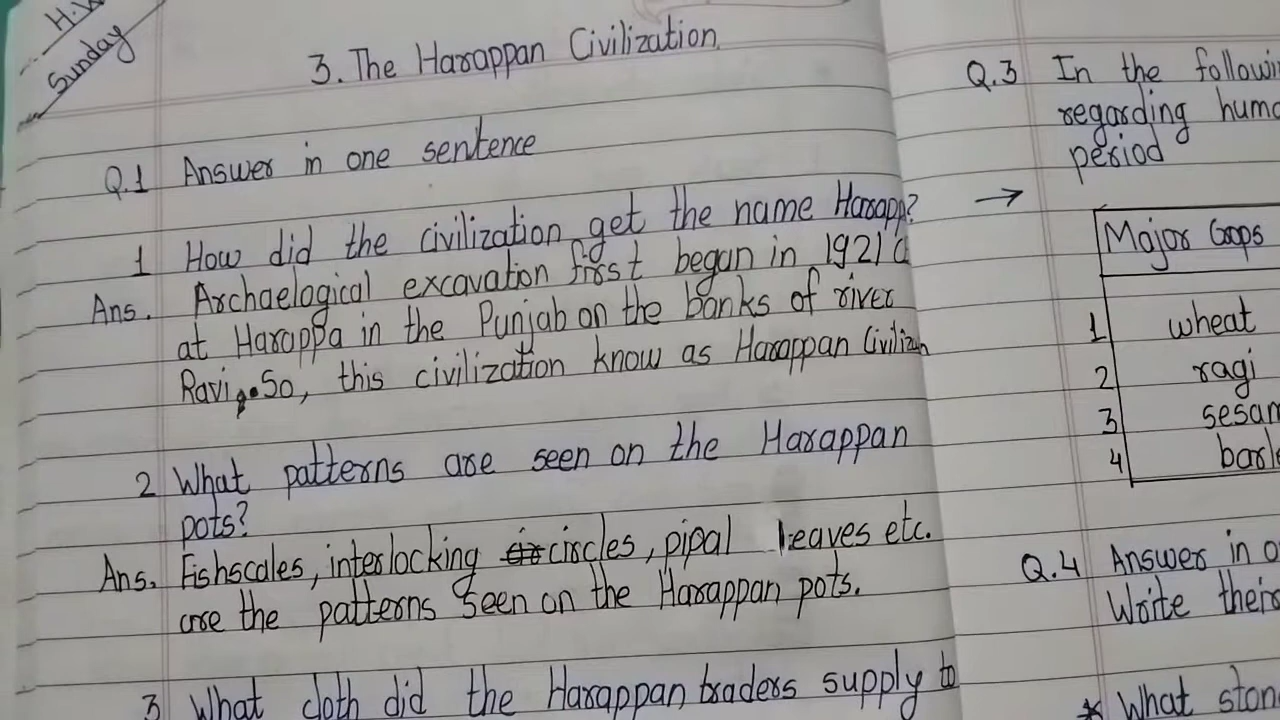 H.W
Sunday
3. The Harappan Civilization
Q.1 Answer in one sentence
1 How did the civilization get the name Harapp?
Ans. Archaelogical excavation first began in 1921
at Harappa in the Punjab on the banks of river
Ravi. So, this civilization know as Harappan
2 What patterns are seen on the Harappan
pots?
Ans. Fishscales, interlocking circles, pipal leaves etc.
are the patterns seen on the Harappan pots.
3 What cloth did the Harappan traders supply to
Q.3 In the
regarding
period
→
Major Crops
1 wheat
2 ragi
3
4
Q.4 Answer in
Write their
* What